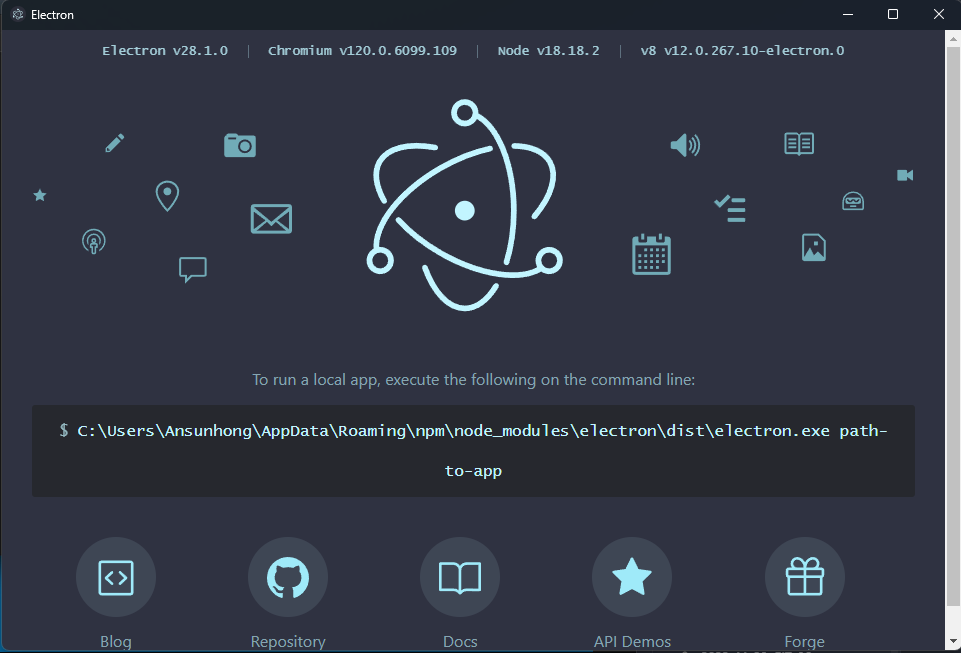 Electron
Electron v28.1.0 | Chromium v120.0.6099.109 | Node v18.18.2 | v8 v12.0.267.10-electron.0
To run a local app, execute the following on the command line:
$ C:\Users\Ansunhong\AppData\Roaming\npm\node_modules\electron\dist\electron.exe path-
to-app
Blog Repository Docs API Demos Forge